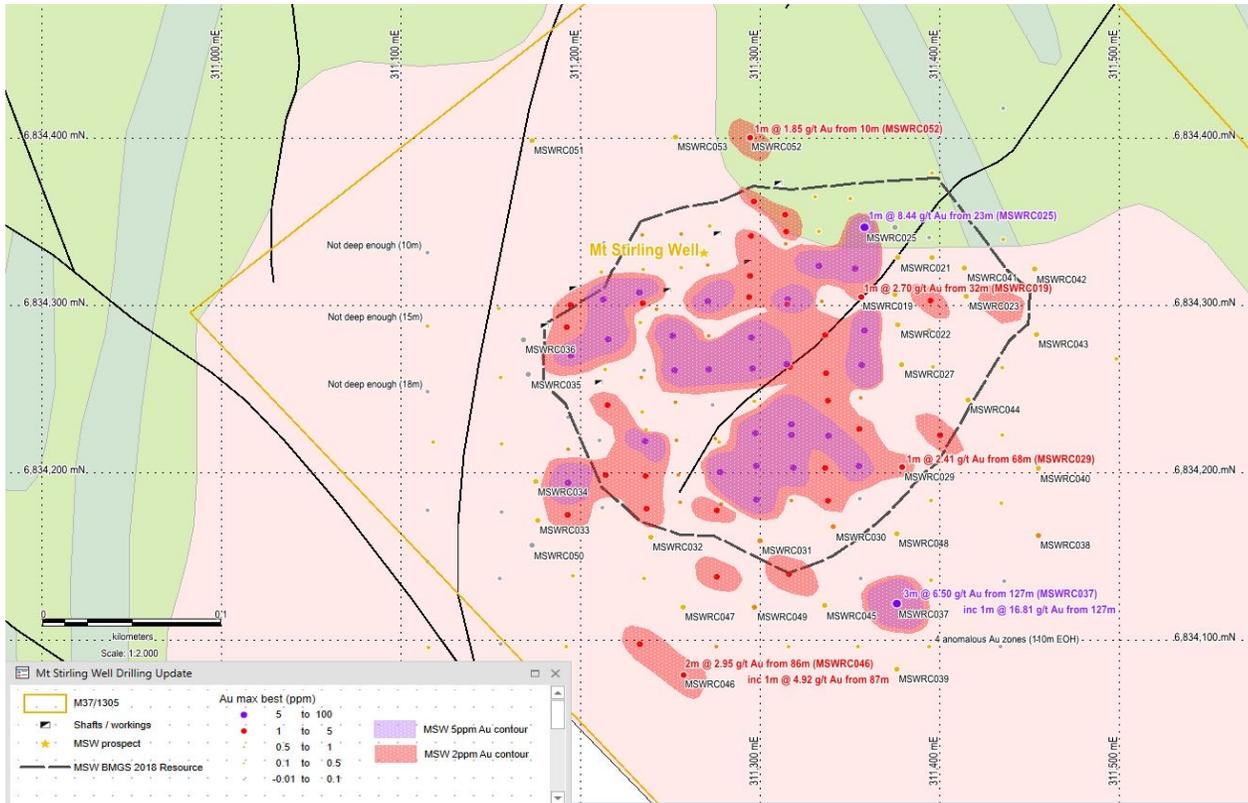 311,000 mE
311,100 mE
311,200 mE
311,300 mE
311,400 mE
311,500 mE
6,834,400 mN
6,834,400 mN
1m @ 1.85 g/t Au from 10m (MSWRC052)
MSWRC051
MSWRC053
MSWRC052
1m @ 8.44 g/t Au from 23m (MSWRC025)
MSWRC025
Not deep enough (10m)
Mt Stirling Well
MSWRC021
MSWRC041
MSWRC042
1m @ 2.70 g/t Au from 32m (MSWRC019)
6,834,300 mN
6,834,300 mN
MSWRC019
MSWRC023
Not deep enough (15m)
MSWRC022
MSWRC043
MSWRC036
MSWRC027
Not deep enough (18m)
MSWRC035
MSWRC044
6,834,200 mN
6,834,200 mN
1m @ 2.41 g/t Au from 68m (MSWRC029)
MSWRC029
MSWRC040
MSWRC034
MSWRC033
MSWRC030
MSWRC048
MSWRC038
MSWRC032
MSWRC031
MSWRC050
3m @ 6.50 g/t Au from 127m (MSWRC037)
inc 1m @ 16.81 g/t Au from 127m
MSWRC047
MSWRC049
MSWRC045
MSWRC037
0
0.1
kilometers
Scale: 1:2,000
4 anomalous Au zones (110m EOH)
6,834,100 mN
6,834,100 mN
2m @ 2.95 g/t Au from 86m (MSWRC046)
inc 1m @ 4.92 g/t Au from 87m
MSWRC046
MSWRC039
Mt Stirling Well Drilling Update
M37/1305
Shafts / workings
MSW prospect
MSW BMGS 2018 Resource
Au max best (ppm)
5 to 100
1 to 5
0.5 to 1
0.1 to 0.5
-0.01 to 0.1
MSW 5ppm Au contour
MSW 2ppm Au contour
311,300 mE
311,400 mE
311,500 mE